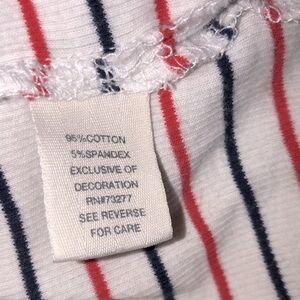 95%COTTON
5%SPANDEX
EXCLUSIVE OF
DECORATION
RN#73277
SEE REVERSE
FOR CARE